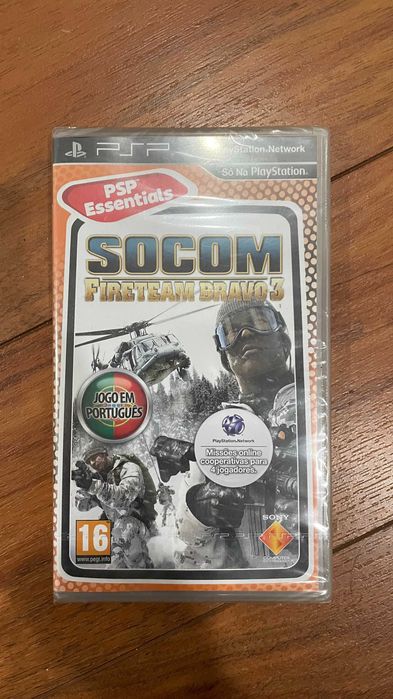 PSP
PlayStation.Network
Só Na PlayStation.
PSP
Essentials
SOCOM
FIRETEAM BRAVO 3
JOGO EM
PORTUGUÊS
PlayStation.Network
Missões online
cooperativas para
4 jogadores.
16
www.pegi.info
SONY
COMPUTER